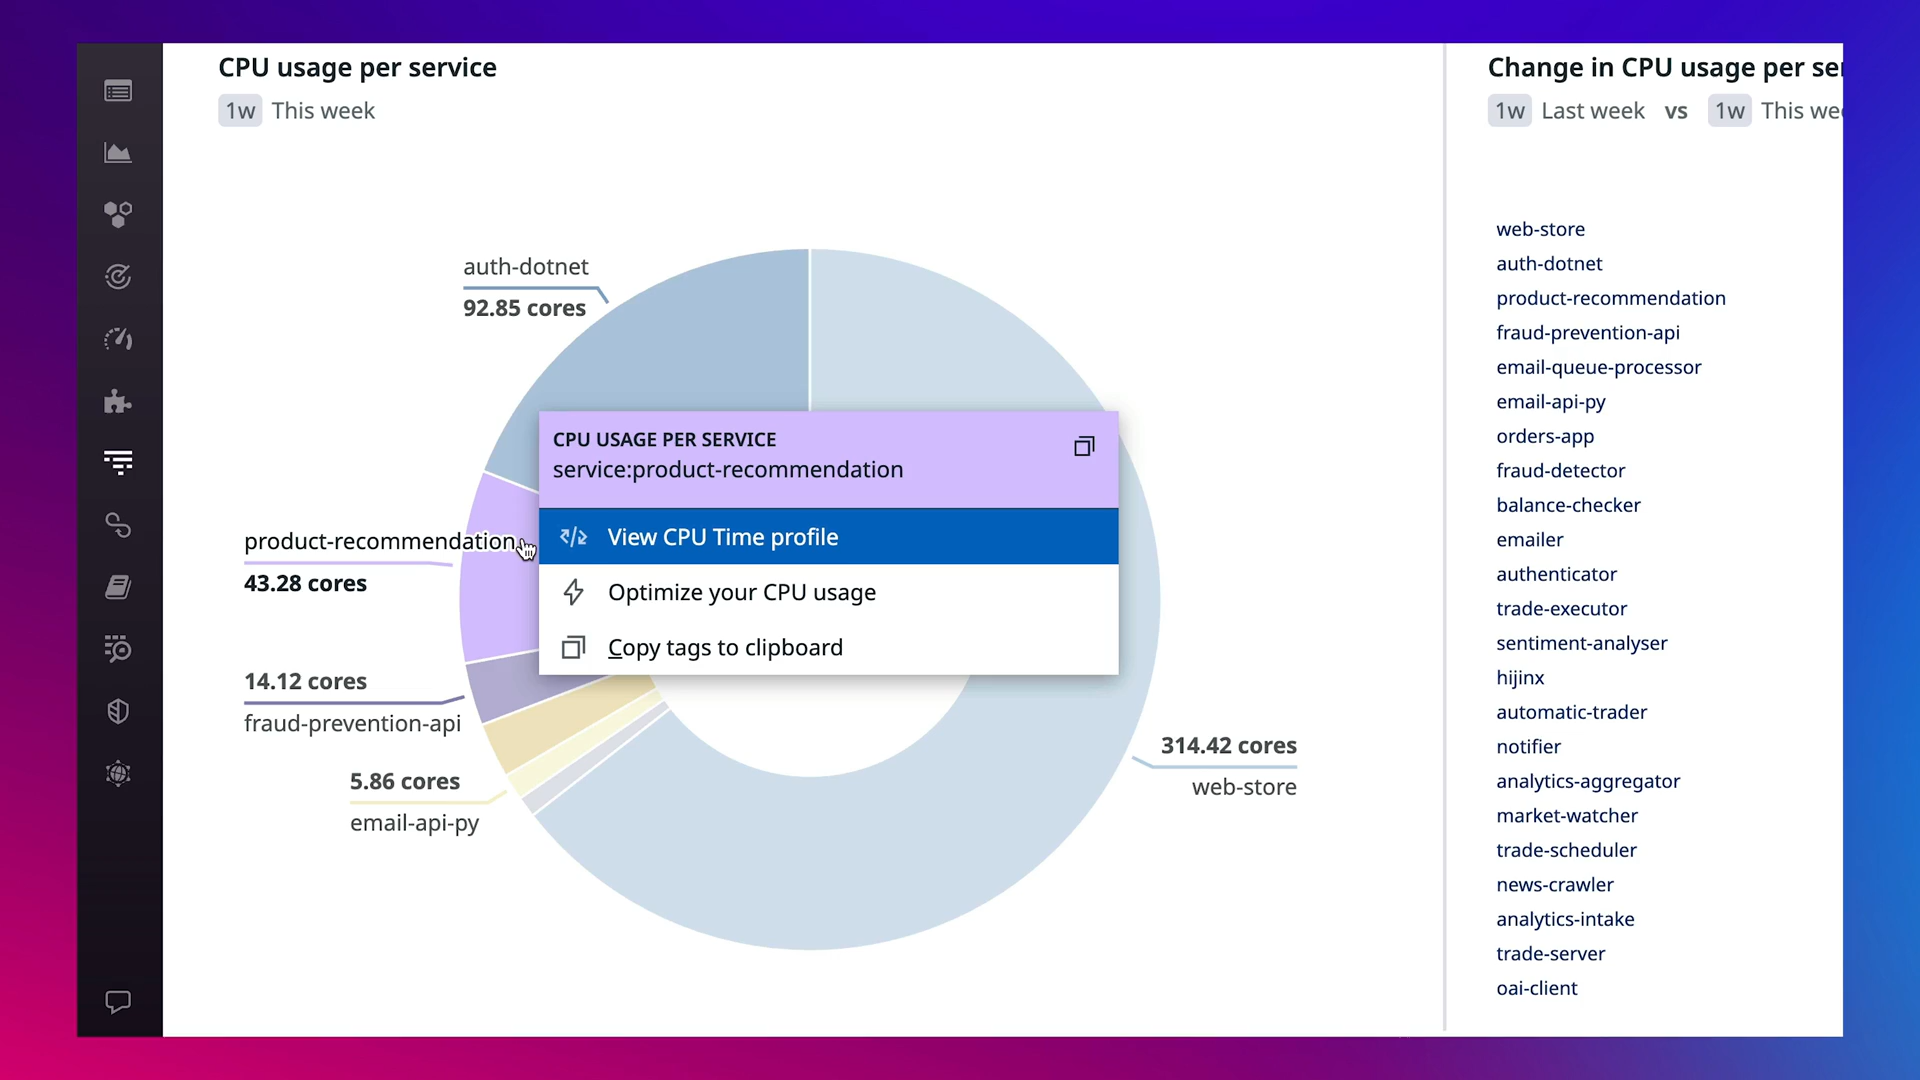 CPU usage per service
1w This week
auth-dotnet
92.85 cores
product-recommendation
43.28 cores
14.12 cores
fraud-prevention-api
5.86 cores
email-api-py
314.42 cores
web-store
CPU USAGE PER SERVICE
service:product-recommendation
View CPU Time profile
Optimize your CPU usage
Copy tags to clipboard
Change in CPU usage per ser
1w Last week vs 1w This wee
web-store
auth-dotnet
product-recommendation
fraud-prevention-api
email-queue-processor
email-api-py
orders-app
fraud-detector
balance-checker
emailer
authenticator
trade-executor
sentiment-analyser
hijinx
automatic-trader
notifier
analytics-aggregator
market-watcher
trade-scheduler
news-crawler
analytics-intake
trade-server
oai-client